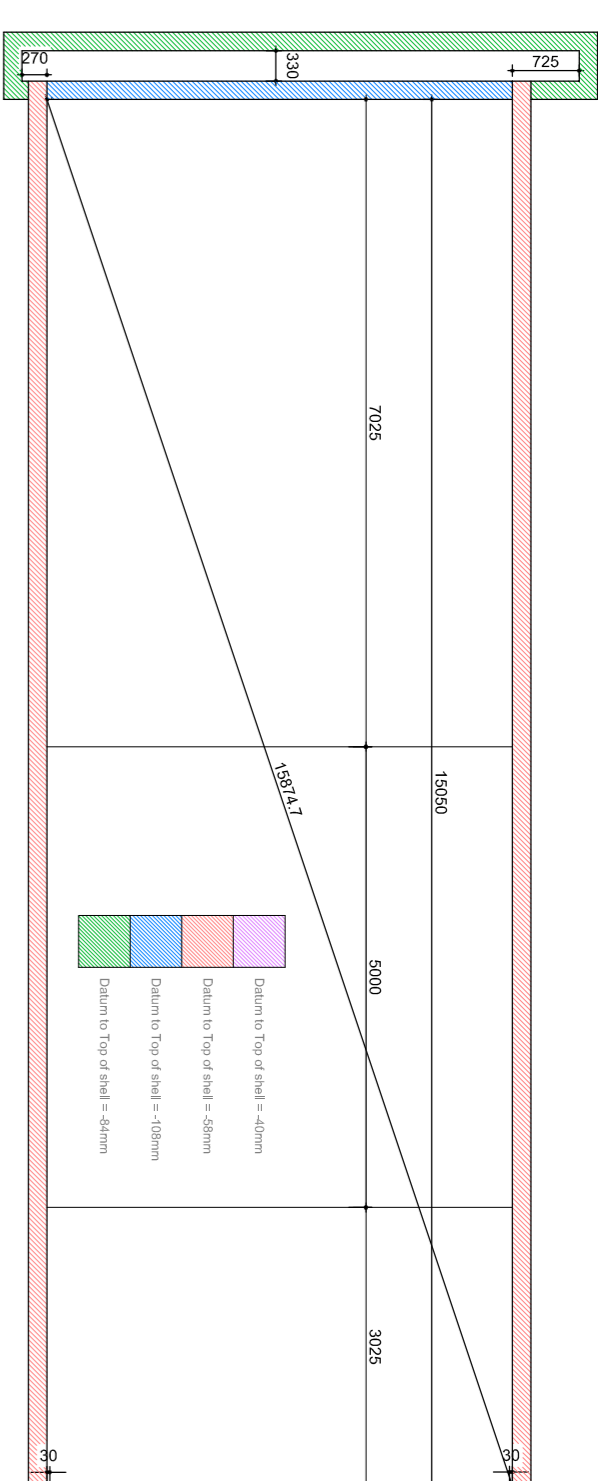 270
330
725
7025
15874.7
15050
5000
Datum to Top of shell = -84mm
Datum to Top of shell = -108mm
Datum to Top of shell = -58mm
Datum to Top of shell = -40mm
3025
30
30